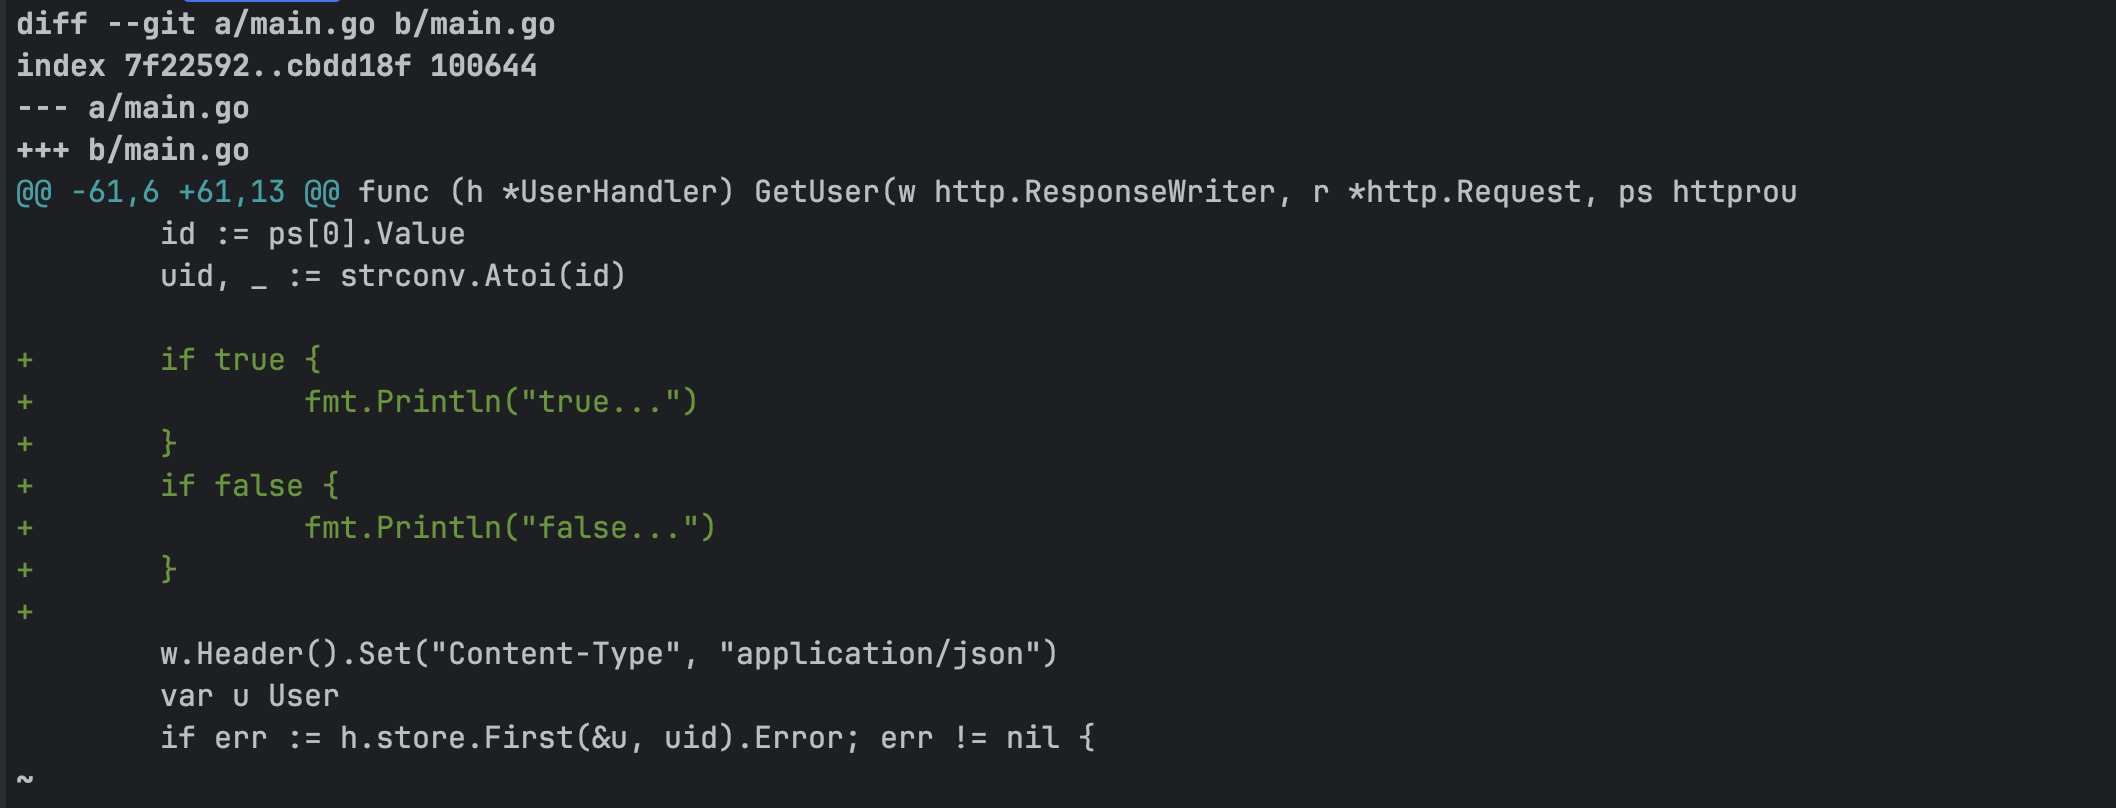 diff --git a/main.go b/main.go
index 7f22592..cbdd18f 100644
--- a/main.go
+++ b/main.go
@@ -61,6 +61,13 @@ func (h *UserHandler) GetUser(w http.ResponseWriter, r *http.Request, ps httprou
        id := ps[0].Value
        uid, _ := strconv.Atoi(id)

+       if true {
+               fmt.Println("true...")
+       }
+       if false {
+               fmt.Println("false...")
+       }
+
        w.Header().Set("Content-Type", "application/json")
        var u User
        if err := h.store.First(&u, uid).Error; err != nil {
~